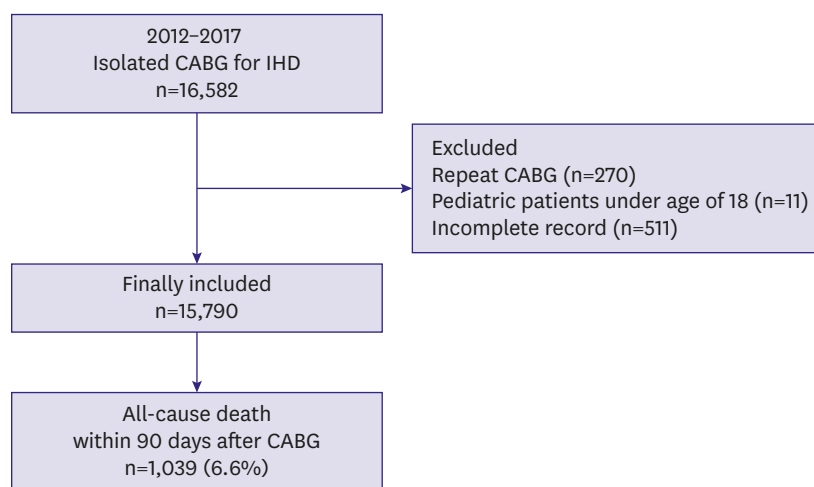 2012–2017
Isolated CABG for IHD
n=16,582
Excluded
Repeat CABG (n=270)
Pediatric patients under age of 18 (n=11)
Incomplete record (n=511)
Finally included
n=15,790
All-cause death
within 90 days after CABG
n=1,039 (6.6%)